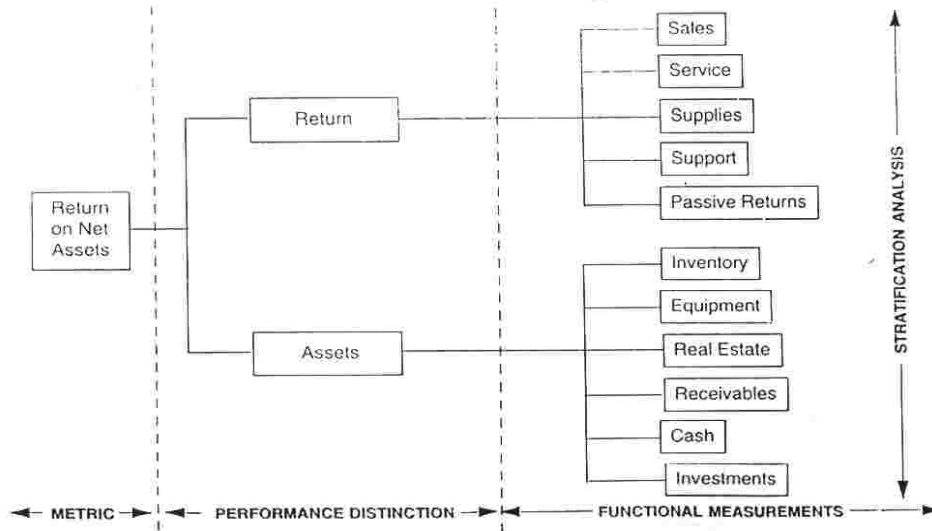 Sales
Service
Return
Supplies
Support
Return
on Net
Assets
Passive Returns
Inventory
Equipment
Assets
Real Estate
Receivables
Cash
Investments
METRIC
PERFORMANCE DISTINCTION
FUNCTIONAL MEASUREMENTS
STRATIFICATION ANALYSIS